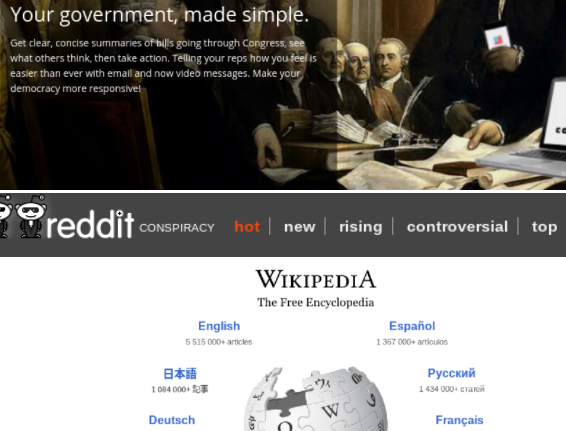 Your government, made simple.
Get clear, concise summaries of bills going through Congress, see
what others think, then take action. Telling your reps how you feel is
easier than ever with email and now video messages. Make your
democracy more responsive!
reddit CONSPIRACY hot new rising controversial top
WIKIPEDIA
The Free Encyclopedia
English Español
5 515 000+ articles 1 367 000+ artículos
日本語 Русский
1 084 000+ 記事 1 434 000+ статей
Deutsch Français
W